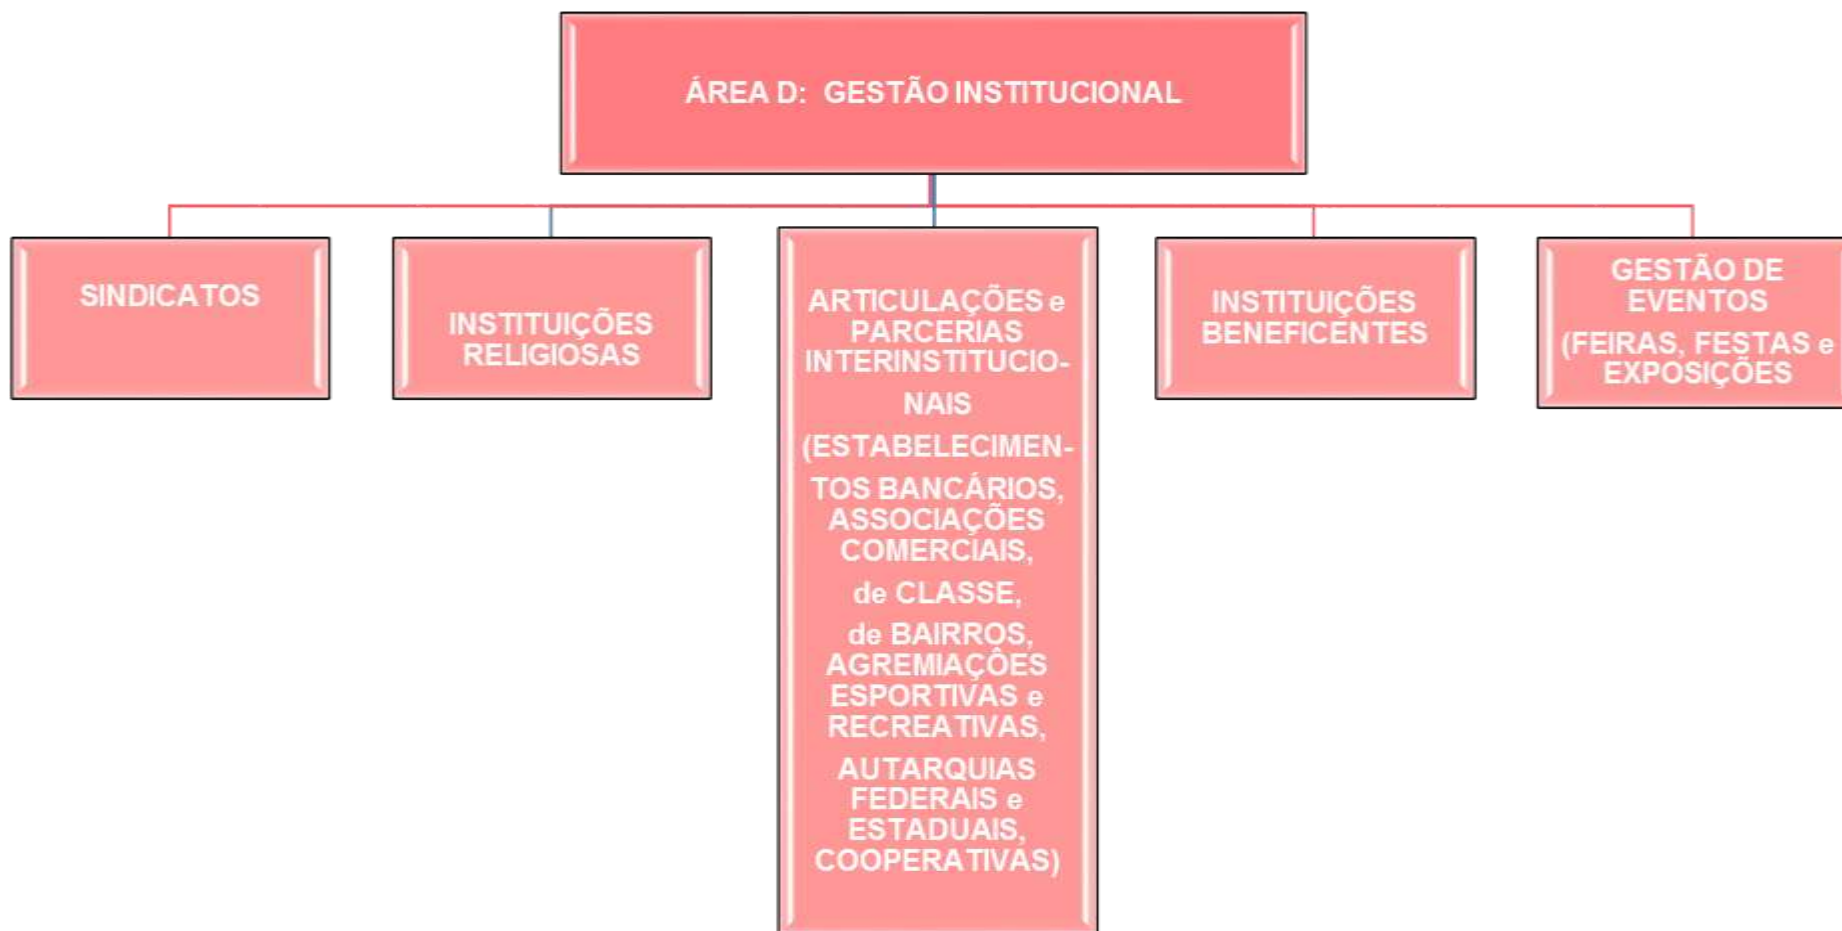 ÁREA D: GESTÃO INSTITUCIONAL
SINDICATOS
INSTITUIÇÕES
RELIGIOSAS
ARTICULAÇÕES e
PARCERIAS
INTERINSTITUCIO-
NAIS
(ESTABELECIMEN-
TOS BANCÁRIOS,
ASSOCIAÇÕES
COMERCIAIS,
de CLASSE,
de BAIRROS,
AGREMIAÇÕES
ESPORTIVAS e
RECREATIVAS,
AUTARQUIAS
FEDERAIS e
ESTADUAIS,
COOPERATIVAS)
INSTITUIÇÕES
BENEFICENTES
GESTÃO DE
EVENTOS
(FEIRAS, FESTAS e
EXPOSIÇÕES